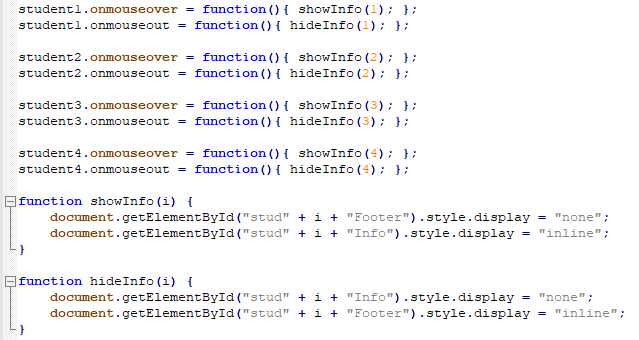 student1.onmouseover = function(){ showInfo(1); };
student1.onmouseout = function(){ hideInfo(1); };
student2.onmouseover = function(){ showInfo(2); };
student2.onmouseout = function(){ hideInfo(2); };
student3.onmouseover = function(){ showInfo(3); };
student3.onmouseout = function(){ hideInfo(3); };
student4.onmouseover = function(){ showInfo(4); };
student4.onmouseout = function(){ hideInfo(4); };
function showInfo(i) {
document.getElementById("stud" + i + "Footer").style.display = "none";
document.getElementById("stud" + i + "Info").style.display = "inline";
}
function hideInfo(i) {
document.getElementById("stud" + i + "Info").style.display = "none";
document.getElementById("stud" + i + "Footer").style.display = "inline";
}